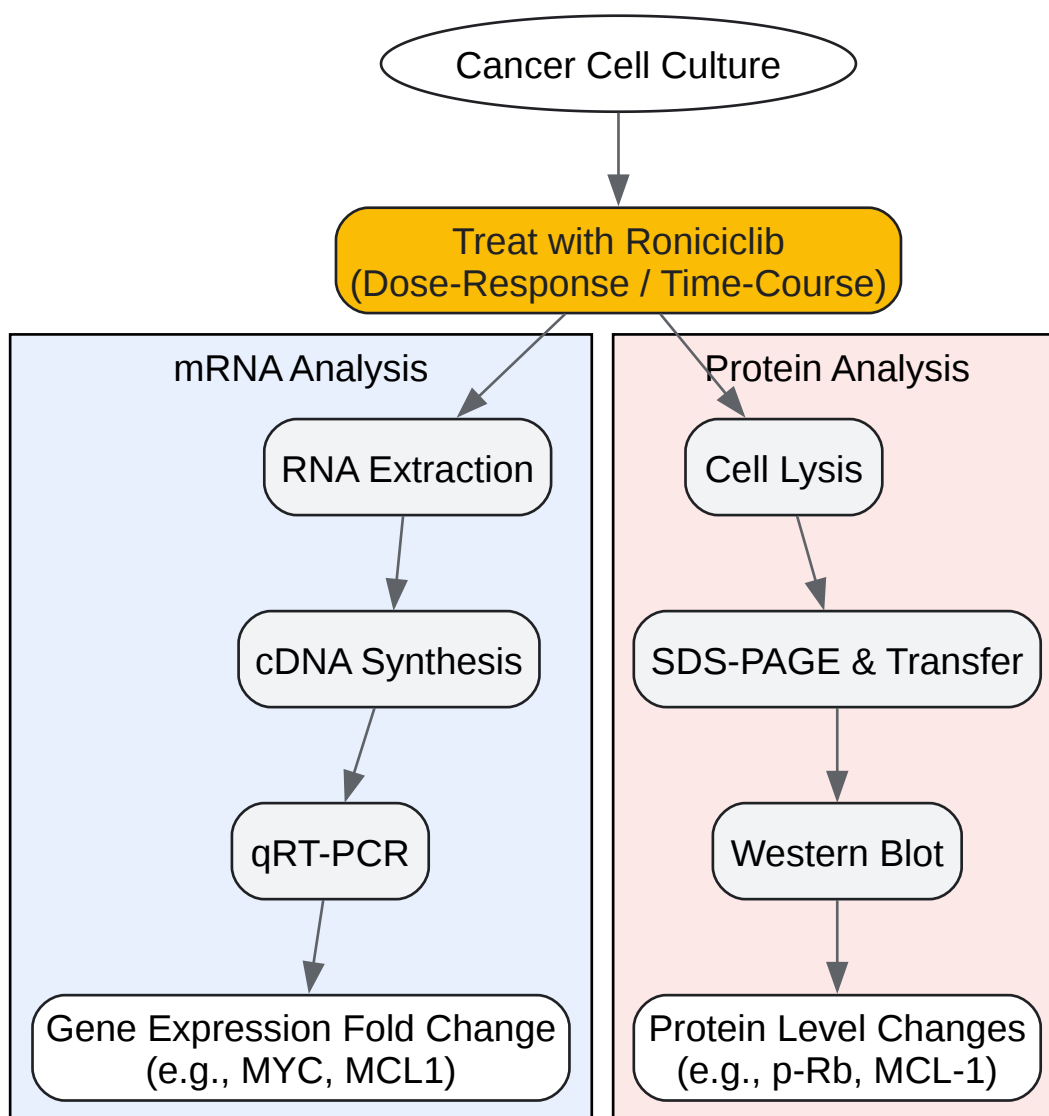 Cancer Cell Culture
Treat with Roniciclib
(Dose-Response / Time-Course)
mRNA Analysis
RNA Extraction
cDNA Synthesis
qRT-PCR
Gene Expression Fold Change
(e.g., MYC, MCL1)
Protein Analysis
Cell Lysis
SDS-PAGE & Transfer
Western Blot
Protein Level Changes
(e.g., p-Rb, MCL-1)